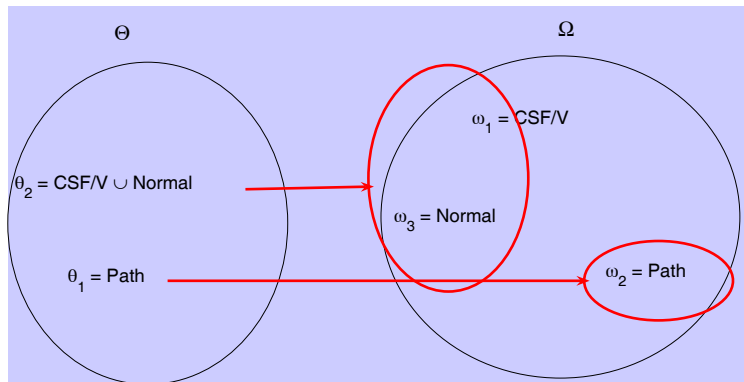 Θ Ω
ω1 = CSF/V
θ2 = CSF/V ∪ Normal
ω3 = Normal
θ1 = Path
ω2 = Path